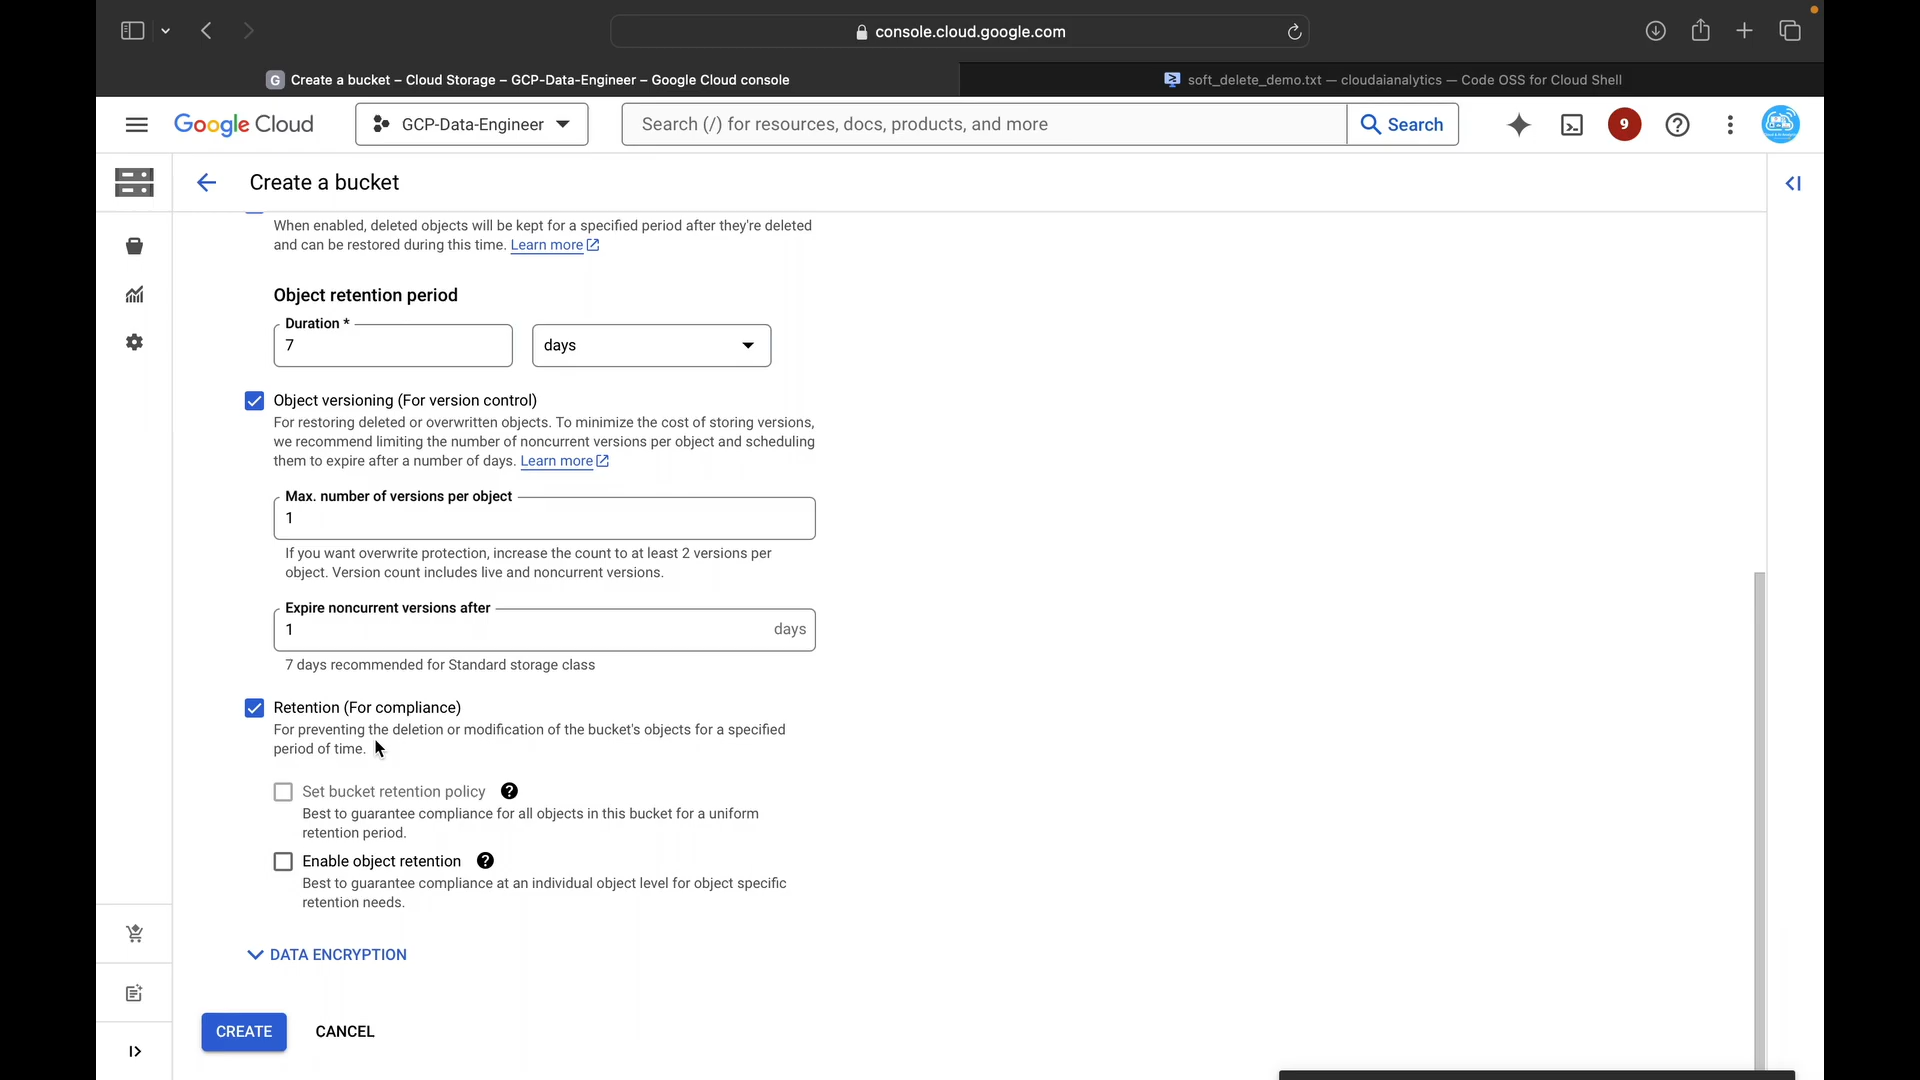 console.cloud.google.com
G Create a bucket – Cloud Storage – GCP-Data-Engineer – Google Cloud console
soft_delete_demo.txt — cloudaianalytics — Code OSS for Cloud Shell
Google Cloud
GCP-Data-Engineer
Search (/) for resources, docs, products, and more
Search
9
Create a bucket
When enabled, deleted objects will be kept for a specified period after they're deleted
and can be restored during this time. Learn more
Object retention period
Duration *
7
days
Object versioning (For version control)
For restoring deleted or overwritten objects. To minimize the cost of storing versions,
we recommend limiting the number of noncurrent versions per object and scheduling
them to expire after a number of days. Learn more
Max. number of versions per object
1
If you want overwrite protection, increase the count to at least 2 versions per
object. Version count includes live and noncurrent versions.
Expire noncurrent versions after
1
days
7 days recommended for Standard storage class
Retention (For compliance)
For preventing the deletion or modification of the bucket's objects for a specified
period of time.
Set bucket retention policy
Best to guarantee compliance for all objects in this bucket for a uniform
retention period.
Enable object retention
Best to guarantee compliance at an individual object level for object specific
retention needs.
DATA ENCRYPTION
CREATE
CANCEL